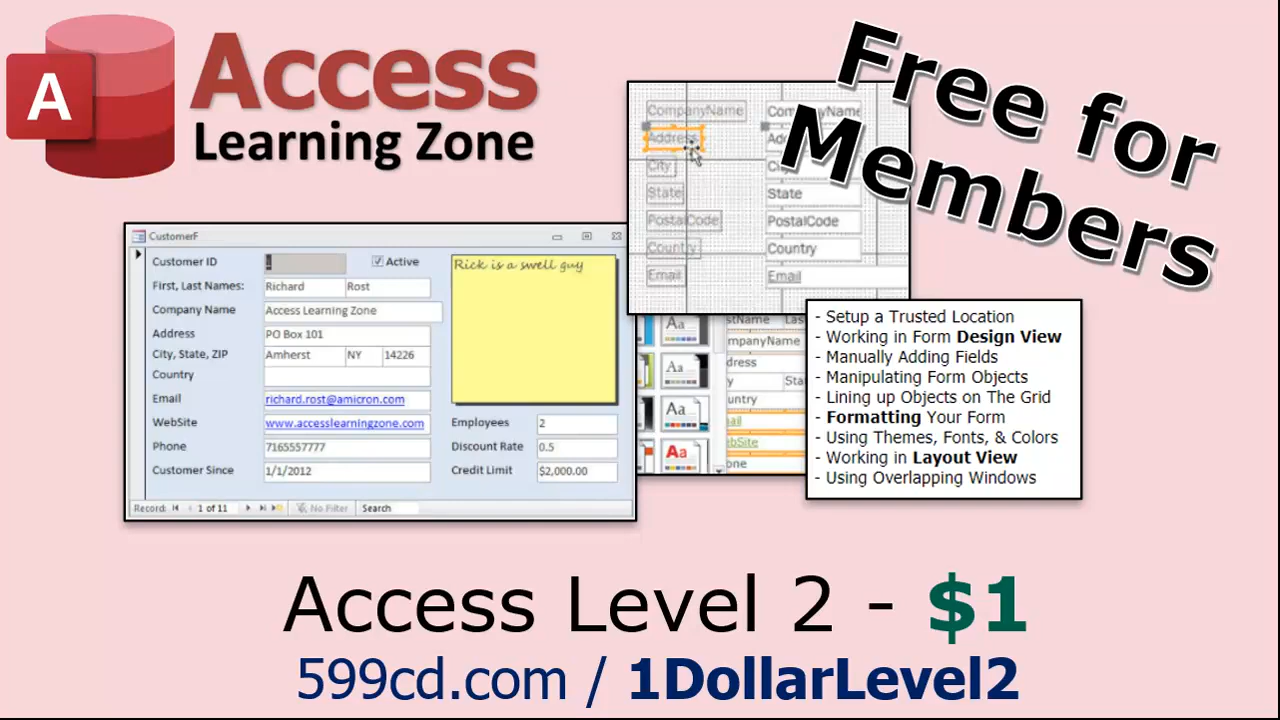 A
Access
Learning Zone
Free for
Members
CompanyName CompanyName
Address
City
State State
PostalCode PostalCode
Country Country
Email Email
CustomerF
Customer ID Active
First, Last Names: Richard Rost
Company Name Access Learning Zone
Address PO Box 101
City, State, ZIP Amherst NY 14226
Country
Email richard.rost@amicron.com
WebSite www.accesslearningzone.com
Phone 7165557777
Customer Since 1/1/2012
Rick is a swell guy
Employees 2
Discount Rate 0.5
Credit Limit $2,000.00
Record: 1 of 11 No Filter Search
Aa
Aa
Aa
Aa
- Setup a Trusted Location
- Working in Form Design View
- Manually Adding Fields
- Manipulating Form Objects
- Lining up Objects on The Grid
- Formatting Your Form
- Using Themes, Fonts, & Colors
- Working in Layout View
- Using Overlapping Windows
Access Level 2 - $1
599cd.com / 1DollarLevel2